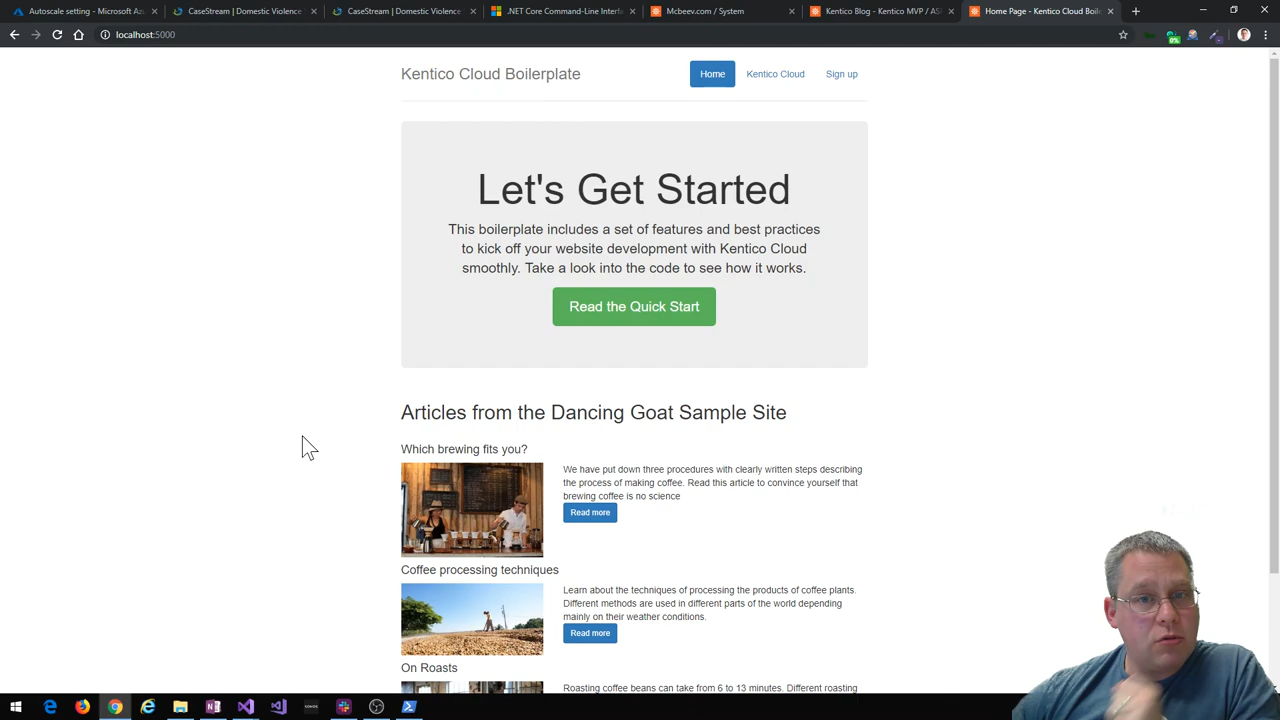 Autoscale setting - Microsoft Az
CaseStream | Domestic Violence
CaseStream | Domestic Violence
.NET Core Command-Line Interf
Mcbeev.com / System
Kentico Blog - Kentico MVP / AS
Home Page - Kentico Cloud Boile
localhost:5000
0%
Kentico Cloud Boilerplate
Home
Kentico Cloud
Sign up
Let's Get Started
This boilerplate includes a set of features and best practices
to kick off your website development with Kentico Cloud
smoothly. Take a look into the code to see how it works.
Read the Quick Start
Articles from the Dancing Goat Sample Site
Which brewing fits you?
We have put down three procedures with clearly written steps describing
the process of making coffee. Read this article to convince yourself that
brewing coffee is no science
Read more
Coffee processing techniques
Learn about the techniques of processing the products of coffee plants.
Different methods are used in different parts of the world depending
mainly on their weather conditions.
Read more
On Roasts
Roasting coffee beans can take from 6 to 13 minutes. Different roasting
SONOS